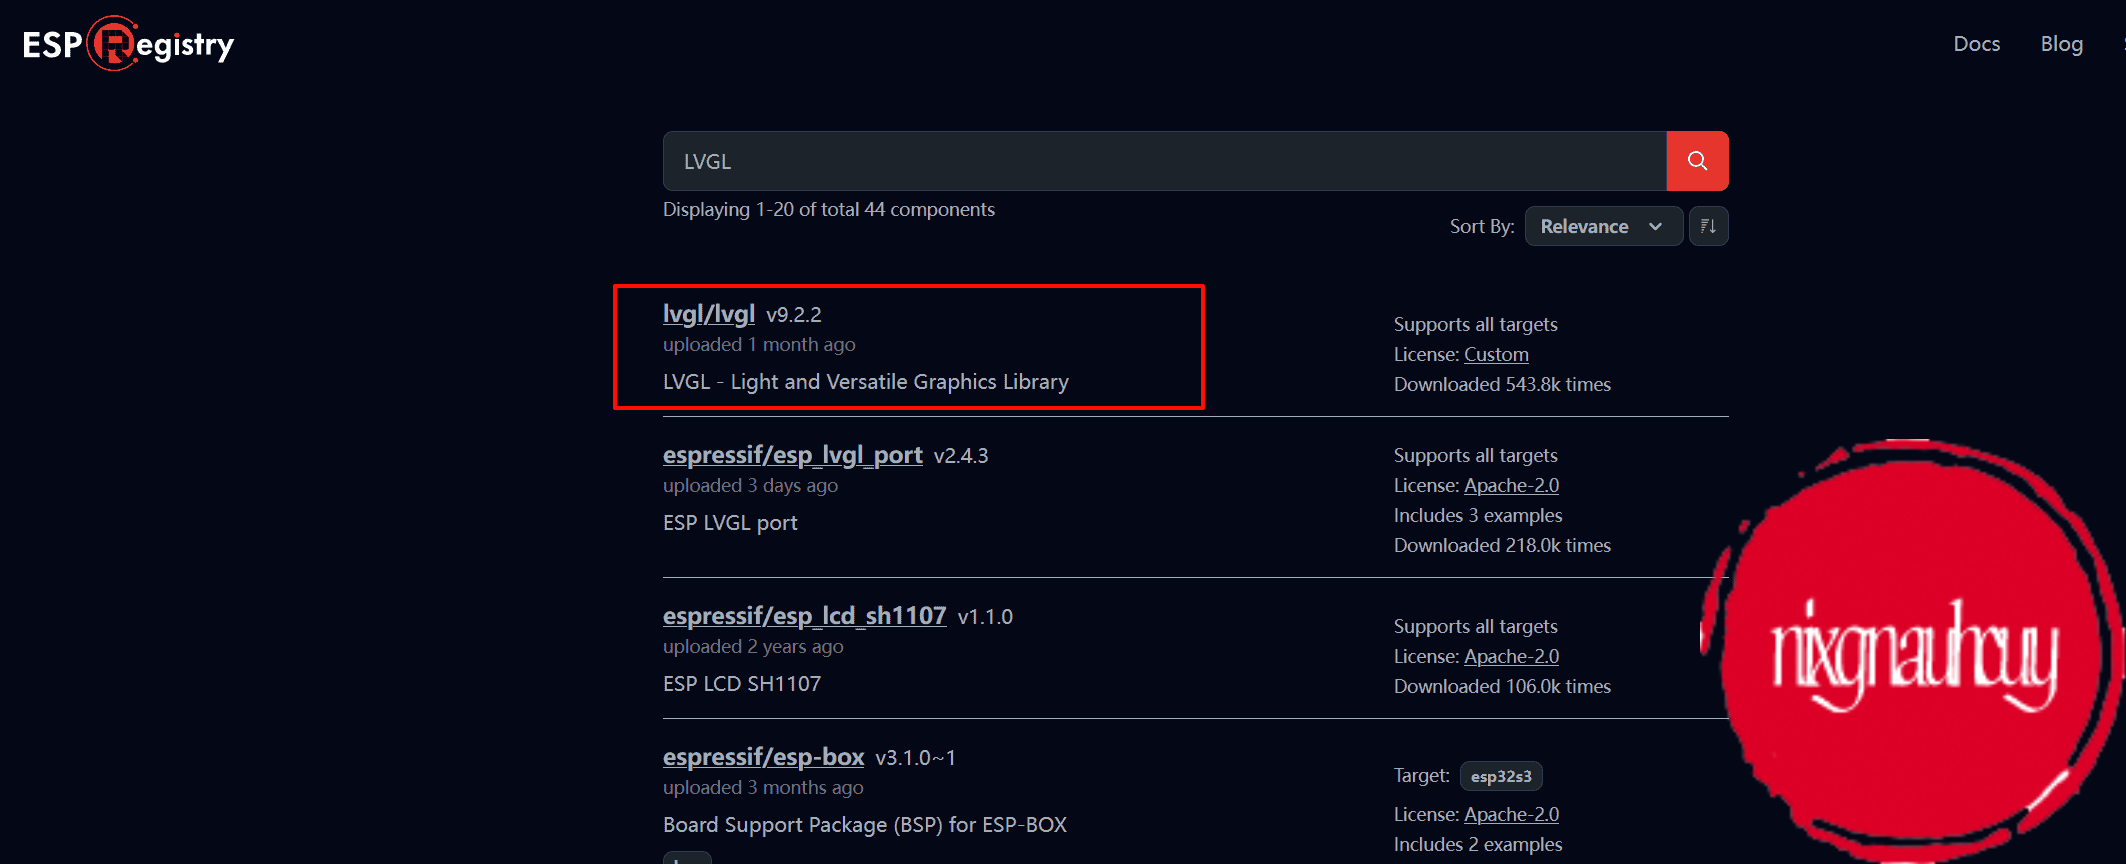 ESP Registry
Docs Blog
LVGL
Displaying 1-20 of total 44 components
Sort By: Relevance
lvgl/lvgl v9.2.2
uploaded 1 month ago
LVGL - Light and Versatile Graphics Library
Supports all targets
License: Custom
Downloaded 543.8k times
espressif/esp_lvgl_port v2.4.3
uploaded 3 days ago
ESP LVGL port
Supports all targets
License: Apache-2.0
Includes 3 examples
Downloaded 218.0k times
espressif/esp_lcd_sh1107 v1.1.0
uploaded 2 years ago
ESP LCD SH1107
Supports all targets
License: Apache-2.0
Downloaded 106.0k times
espressif/esp-box v3.1.0~1
uploaded 3 months ago
Board Support Package (BSP) for ESP-BOX
Target: esp32s3
License: Apache-2.0
Includes 2 examples
nixgnauhcuy